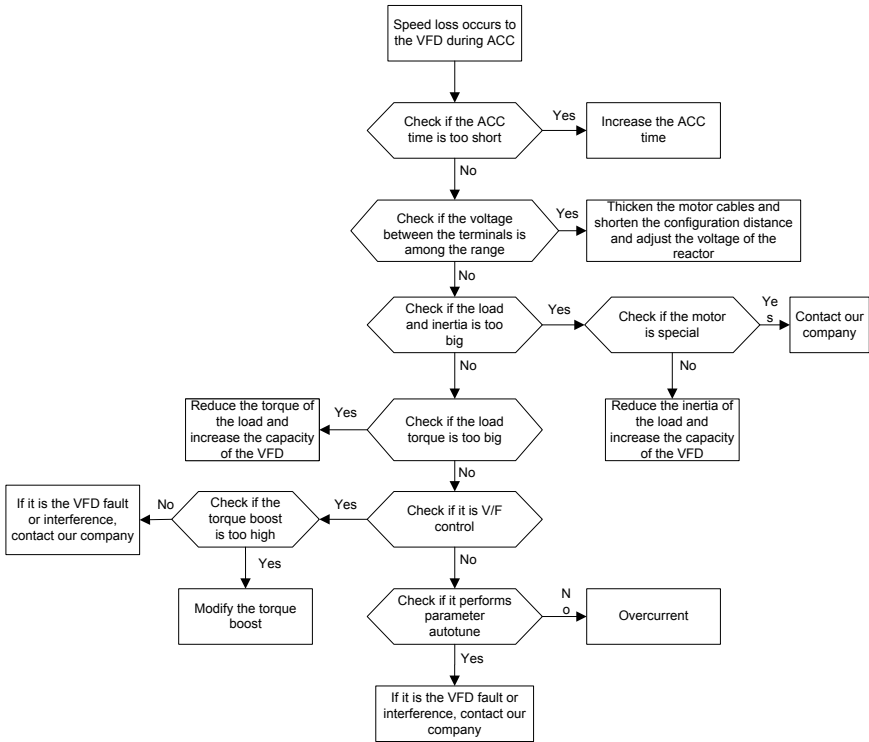 Speed loss occurs to
the VFD during ACC
Check if the ACC
time is too short
Yes
Increase the ACC
time
No
Check if the voltage
between the terminals is
among the range
Yes
Thicken the motor cables and
shorten the configuration distance
and adjust the voltage of the
reactor
No
Check if the load
and inertia is too
big
Yes
Check if the motor
is special
Ye
s
Contact our
company
No
No
Reduce the inertia of
the load and
increase the capacity
of the VFD
Check if the load
torque is too big
Yes
Reduce the torque of
the load and
increase the capacity
of the VFD
No
Check if it is V/F
control
Yes
Check if the
torque boost
is too high
No
If it is the VFD fault
or interference,
contact our company
Yes
Modify the torque
boost
No
Check if it performs
parameter
autotune
N
o
Overcurrent
Yes
If it is the VFD fault or
interference, contact our
company